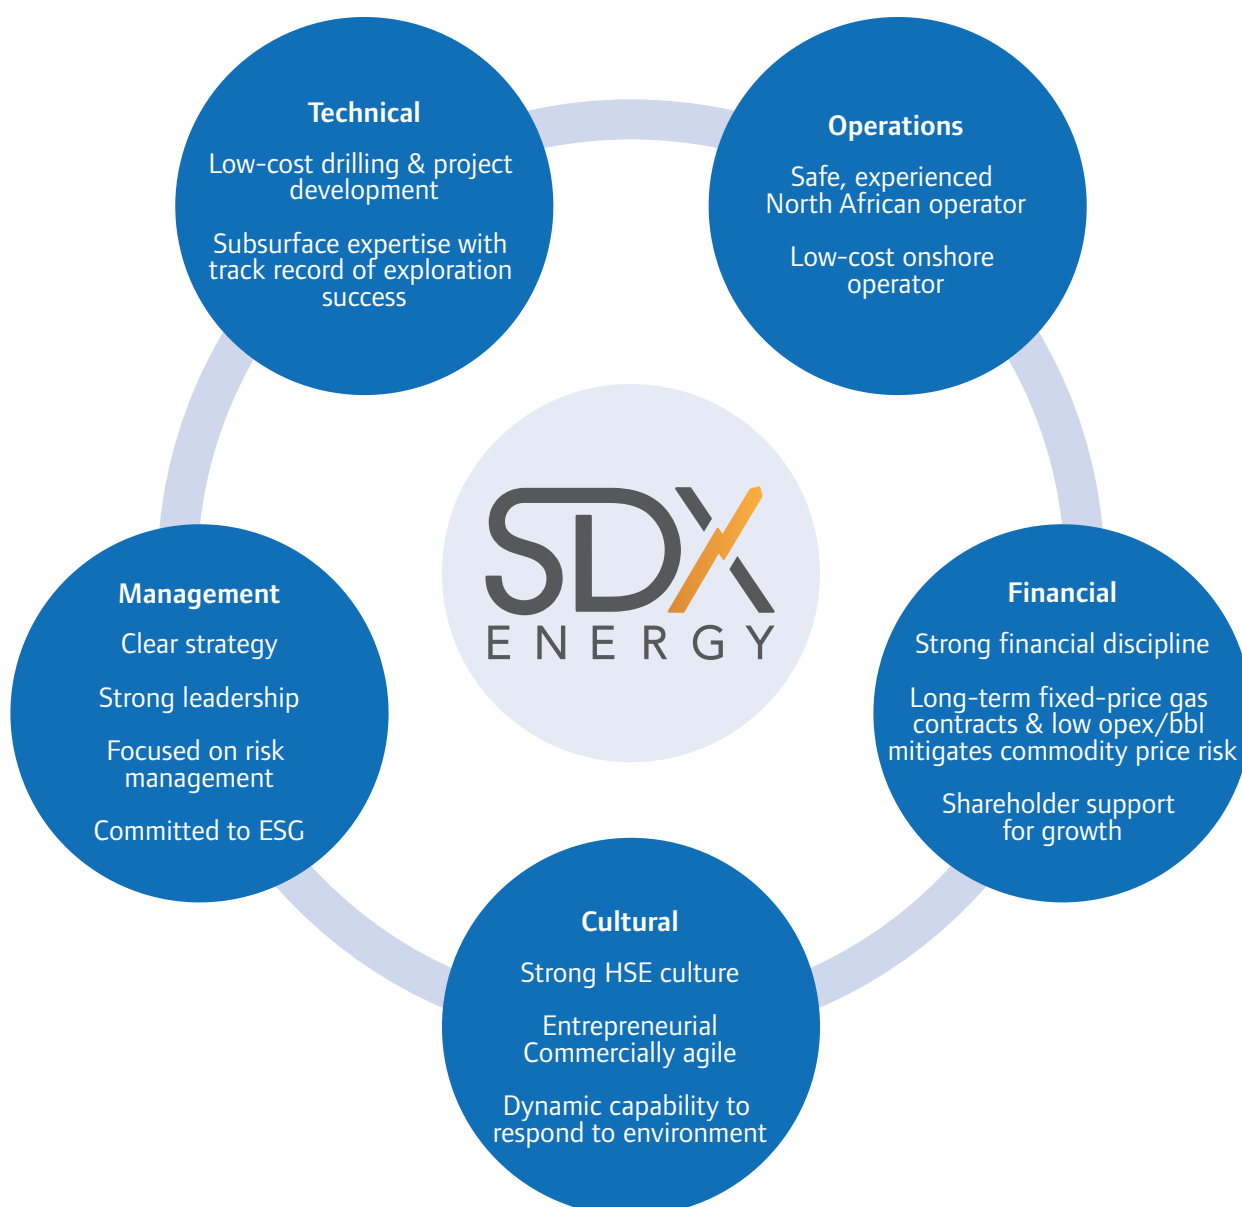 Technical
Low-cost drilling & project
development
Subsurface expertise with
track record of exploration
success
Operations
Safe, experienced
North African operator
Low-cost onshore
operator
SDX
ENERGY
Management
Clear strategy
Strong leadership
Focused on risk
management
Committed to ESG
Financial
Strong financial discipline
Long-term fixed-price gas
contracts & low opex/bbl
mitigates commodity price risk
Shareholder support
for growth
Cultural
Strong HSE culture
Entrepreneurial
Commercially agile
Dynamic capability to
respond to environment